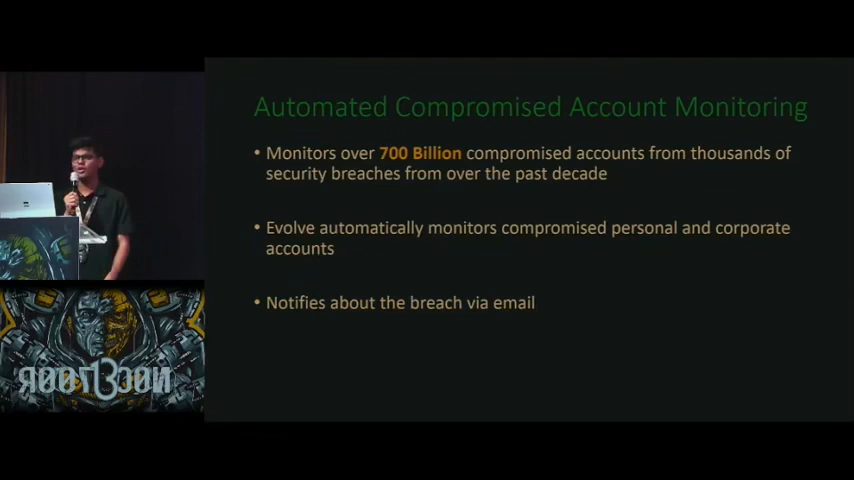 Automated Compromised Account Monitoring
• Monitors over 700 Billion compromised accounts from thousands of
security breaches from over the past decade
• Evolve automatically monitors compromised personal and corporate
accounts
• Notifies about the breach via email
ROOTCON 13